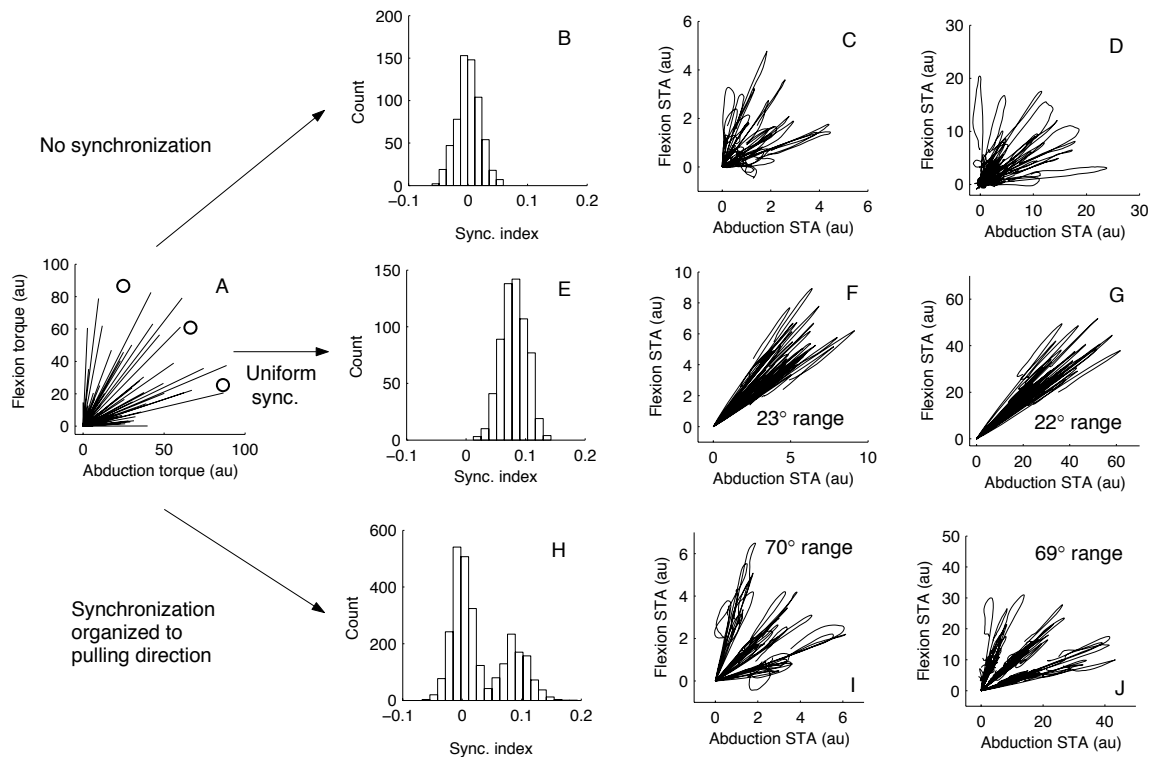 No synchronization
B
Count
200
150
100
50
0
−0.1
0
0.1
0.2
Sync. index
C
Flexion STA (au)
6
4
2
0
0
2
4
6
Abduction STA (au)
D
Flexion STA (au)
30
20
10
0
0
10
20
30
Abduction STA (au)
A
Flexion torque (au)
100
80
60
40
20
0
0
50
100
Abduction torque (au)
Uniform
sync.
E
Count
150
100
50
0
−0.1
0
0.1
0.2
Sync. index
F
Flexion STA (au)
10
8
6
4
2
0
23° range
0
5
10
Abduction STA (au)
G
Flexion STA (au)
60
40
20
0
22° range
0
20
40
60
Abduction STA (au)
Synchronization
organized to
pulling direction
H
Count
600
400
200
0
−0.1
0
0.1
0.2
Sync. index
70° range
Flexion STA (au)
6
4
2
0
I
0
2
4
6
Abduction STA (au)
69° range
Flexion STA (au)
50
40
30
20
10
0
J
0
20
40
Abduction STA (au)